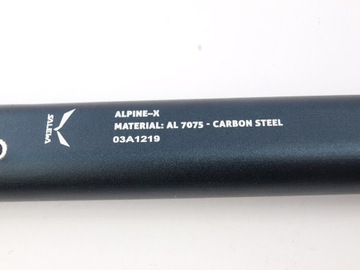 SALEWA
ALPINE-X
MATERIAL: AL 7075 - CARBON STEEL
03A1219